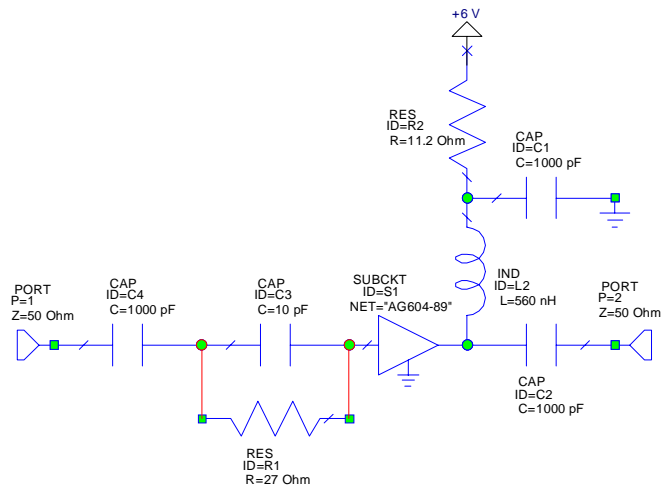 +6 V
RES
ID=R2
R=11.2 Ohm
CAP
ID=C1
C=1000 pF
PORT
P=1
Z=50 Ohm
CAP
ID=C4
C=1000 pF
CAP
ID=C3
C=10 pF
SUBCKT
ID=S1
NET="AG604-89"
IND
ID=L2
L=560 nH
PORT
P=2
Z=50 Ohm
CAP
ID=C2
C=1000 pF
RES
ID=R1
R=27 Ohm